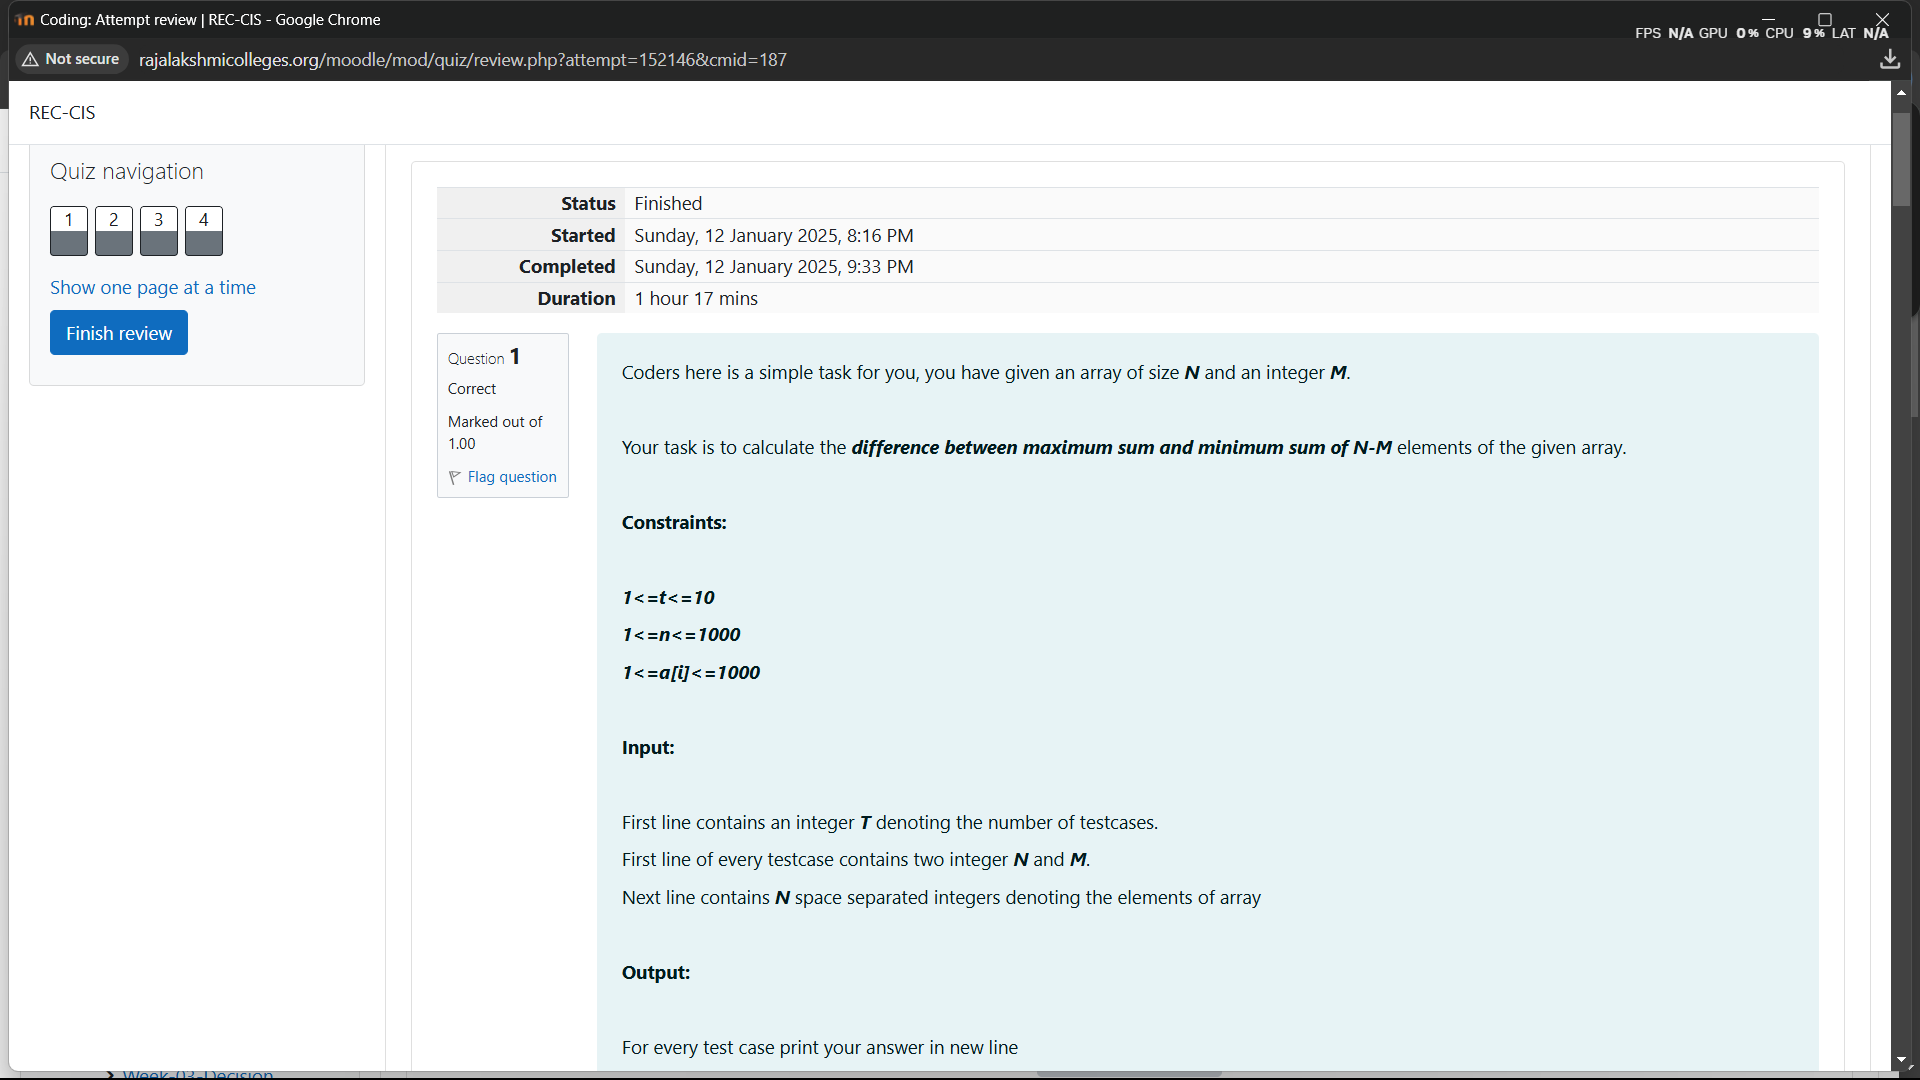 Coding: Attempt review | REC-CIS - Google Chrome
FPS N/A GPU 0% CPU 9% LAT N/A
Not secure rajalakshmicolleges.org/moodle/mod/quiz/review.php?attempt=152146&cmid=187
REC-CIS
Quiz navigation
1 2 3 4
Show one page at a time
Finish review
Status Finished
Started Sunday, 12 January 2025, 8:16 PM
Completed Sunday, 12 January 2025, 9:33 PM
Duration 1 hour 17 mins
Question 1
Correct
Marked out of
1.00
Flag question
Coders here is a simple task for you, you have given an array of size N and an integer M.
Your task is to calculate the difference between maximum sum and minimum sum of N-M elements of the given array.
Constraints:
1<=t<=10
1<=n<=1000
1<=a[i]<=1000
Input:
First line contains an integer T denoting the number of testcases.
First line of every testcase contains two integer N and M.
Next line contains N space separated integers denoting the elements of array
Output:
For every test case print your answer in new line
Week-03-Decision